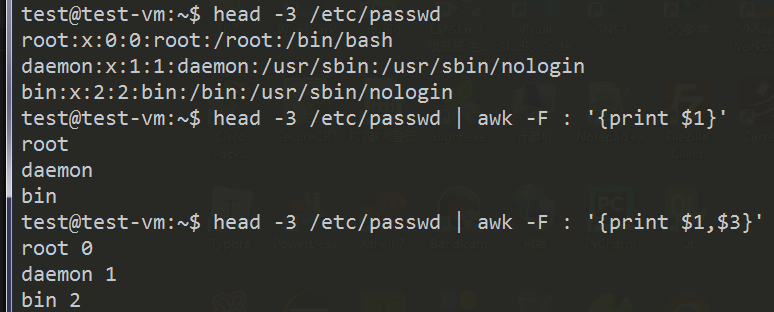 test@test-vm:~$ head -3 /etc/passwd
root:x:0:0:root:/root:/bin/bash
daemon:x:1:1:daemon:/usr/sbin:/usr/sbin/nologin
bin:x:2:2:bin:/bin:/usr/sbin/nologin
test@test-vm:~$ head -3 /etc/passwd | awk -F : '{print $1}'
root
daemon
bin
test@test-vm:~$ head -3 /etc/passwd | awk -F : '{print $1,$3}'
root 0
daemon 1
bin 2